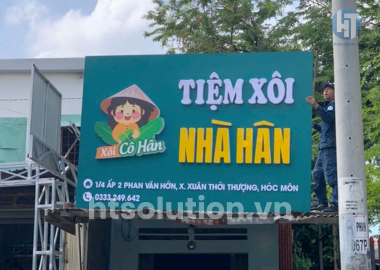 HT
TIỆM XÔI
NHÀ HÂN
Xôi Cô Hân
1/4 ẤP 2 PHAN VĂN HỚN, X. XUÂN THỚI THƯỢNG, HÓC MÔN
0333.249.642
htsolution.vn